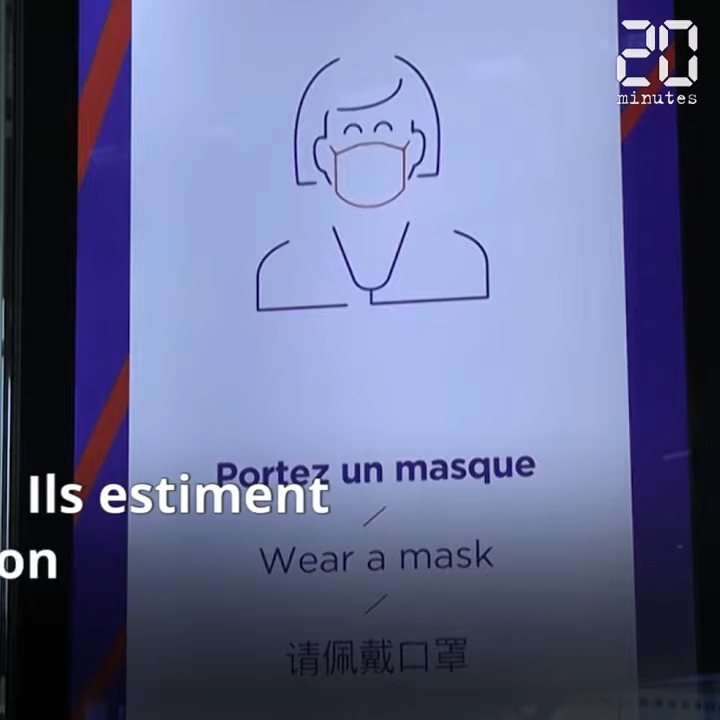 20
minutes
Portez un masque
Ils estiment
/
Wear a mask
on
/
请佩戴口罩